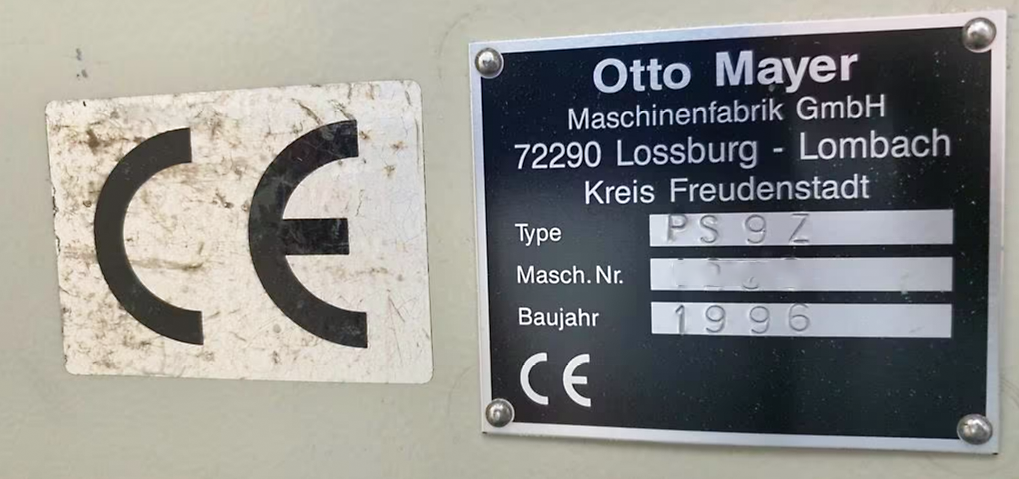 CE
Otto Mayer
Maschinenfabrik GmbH
72290 Lossburg - Lombach
Kreis Freudenstadt
Type PS 9 Z
Masch. Nr.
Baujahr 1996
CE